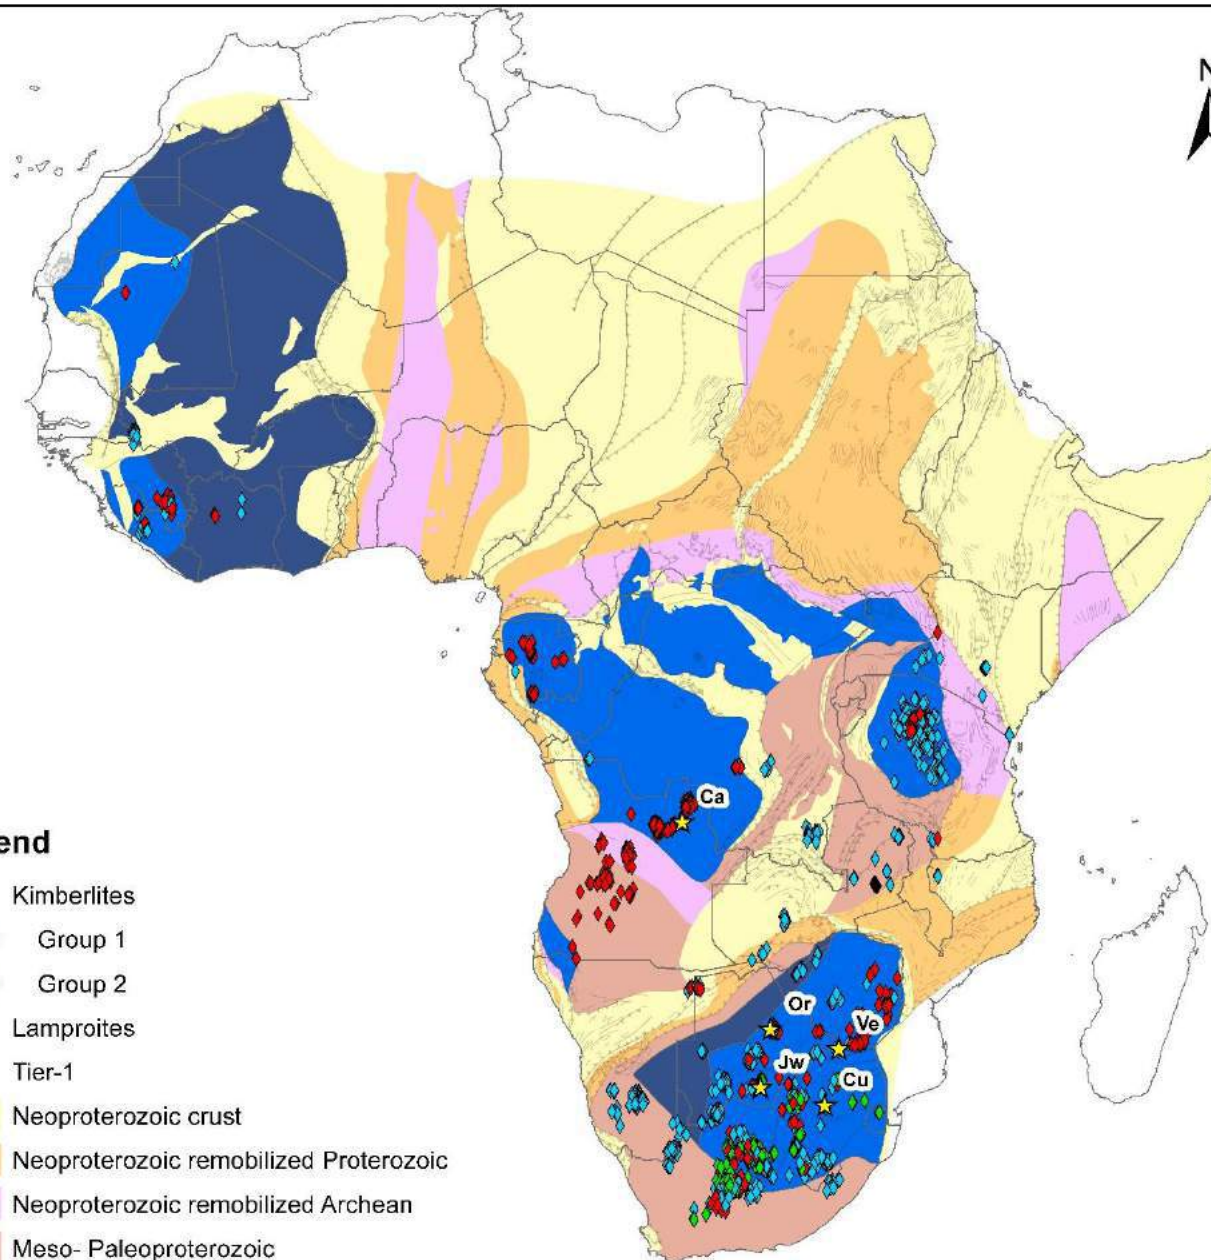 N
Ca
Or
Ve
Jw
Cu
end
Kimberlites
Group 1
Group 2
Lamproites
Tier-1
Neoproterozoic crust
Neoproterozoic remobilized Proterozoic
Neoproterozoic remobilized Archean
Meso- Paleoproterozoic